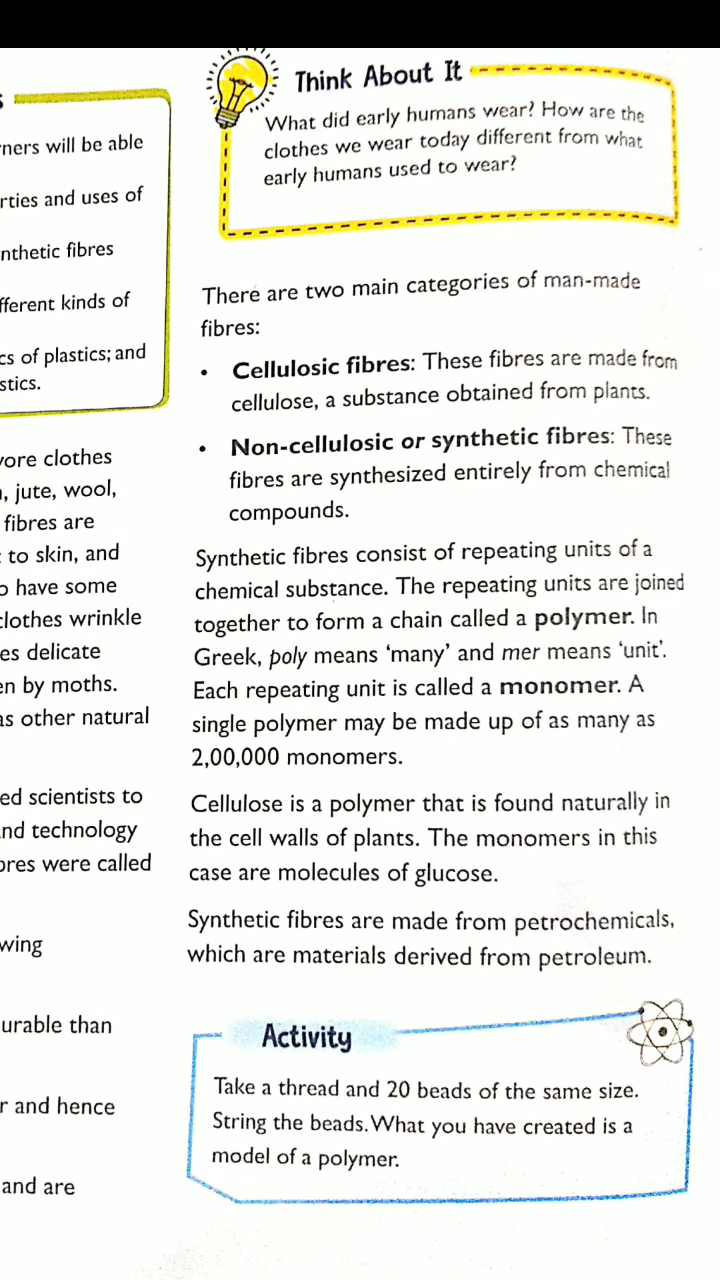 s
ners will be able
rties and uses of
nthetic fibres
fferent kinds of
cs of plastics; and
stics.
vore clothes
, jute, wool,
fibres are
t to skin, and
o have some
clothes wrinkle
es delicate
en by moths.
as other natural
ed scientists to
nd technology
bres were called
wing
urable than
r and hence
and are
Think About It
What did early humans wear? How are the
clothes we wear today different from what
early humans used to wear?
There are two main categories of man-made
fibres:
• Cellulosic fibres: These fibres are made from
cellulose, a substance obtained from plants.
• Non-cellulosic or synthetic fibres: These
fibres are synthesized entirely from chemical
compounds.
Synthetic fibres consist of repeating units of a
chemical substance. The repeating units are joined
together to form a chain called a polymer. In
Greek, poly means ‘many’ and mer means ‘unit’.
Each repeating unit is called a monomer. A
single polymer may be made up of as many as
2,00,000 monomers.
Cellulose is a polymer that is found naturally in
the cell walls of plants. The monomers in this
case are molecules of glucose.
Synthetic fibres are made from petrochemicals,
which are materials derived from petroleum.
Activity
Take a thread and 20 beads of the same size.
String the beads. What you have created is a
model of a polymer.